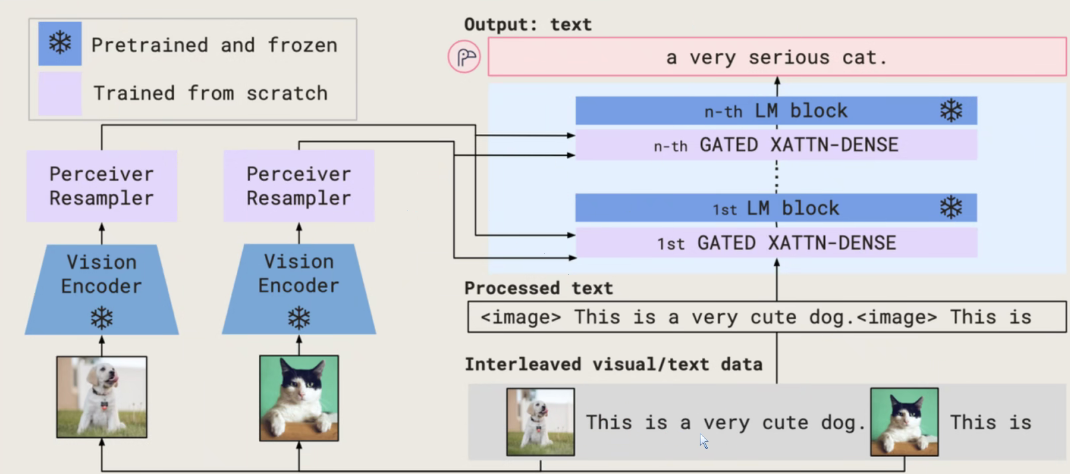 Pretrained and frozen
Trained from scratch
Output: text
a very serious cat.
n-th LM block
n-th GATED XATTN-DENSE
1st LM block
1st GATED XATTN-DENSE
Perceiver
Resampler
Perceiver
Resampler
Vision
Encoder
Vision
Encoder
Processed text
<image> This is a very cute dog.<image> This is
Interleaved visual/text data
This is a very cute dog. This is